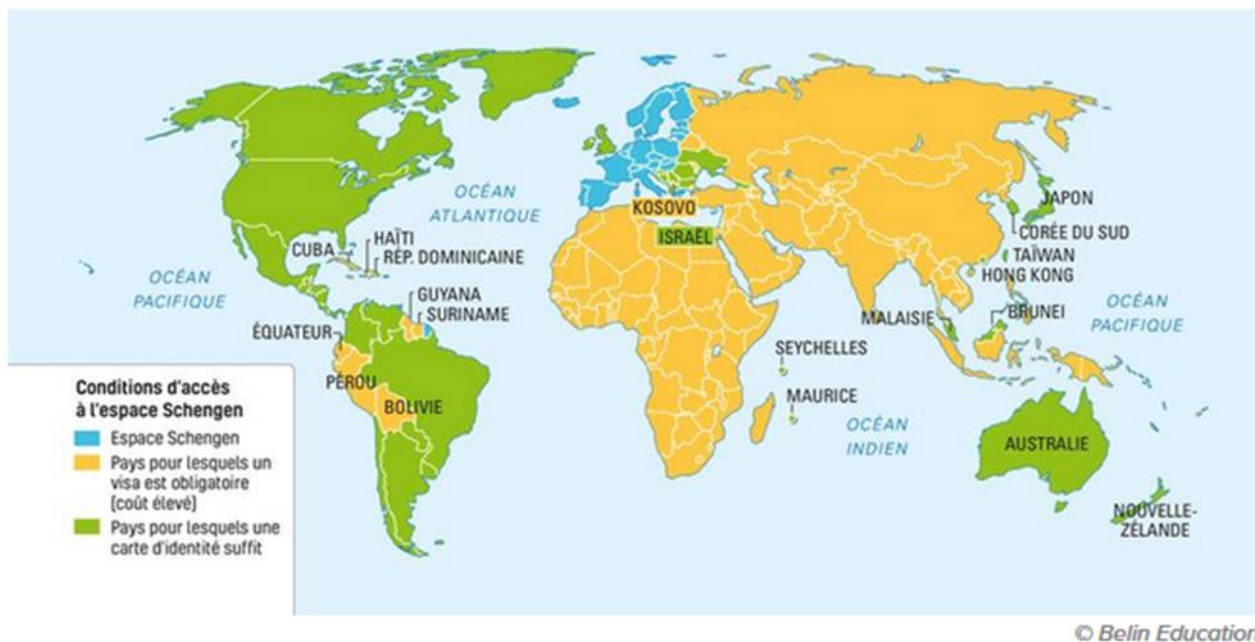 OCÉAN
ATLANTIQUE
KOSOVO
ISRAËL
JAPON
CORÉE DU SUD
TAÏWAN
HONG KONG
CUBA
HAÏTI
RÉP. DOMINICAINE
OCÉAN
PACIFIQUE
GUYANA
SURINAME
ÉQUATEUR
PÉROU
BOLIVIE
MALAISIE
BRUNEI
OCÉAN
PACIFIQUE
SEYCHELLES
MAURICE
OCÉAN
INDIEN
AUSTRALIE
NOUVELLE-
ZÉLANDE
Conditions d'accès
à l'espace Schengen
Espace Schengen
Pays pour lesquels un
visa est obligatoire
(coût élevé)
Pays pour lesquels une
carte d'identité suffit
© Belin Education